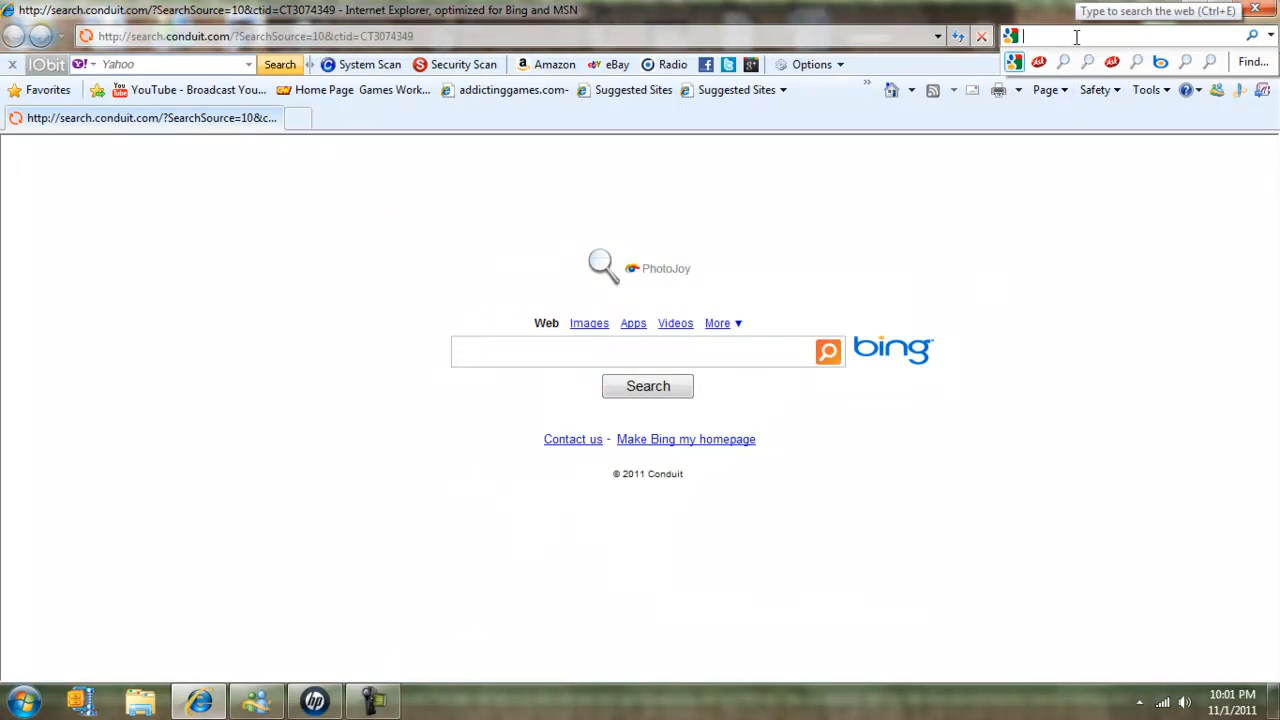 http://search.conduit.com/?SearchSource=10&ctid=CT3074349 - Internet Explorer, optimized for Bing and MSN
Type to search the web (Ctrl+E)
http://search.conduit.com/?SearchSource=10&ctid=CT3074349
IObit Y! Yahoo Search System Scan Security Scan Amazon eBay Radio Options
Find...
Favorites YouTube - Broadcast You... Home Page Games Work... addictinggames.com- Suggested Sites Suggested Sites Page Safety Tools
http://search.conduit.com/?SearchSource=10&c...
PhotoJoy
Web Images Apps Videos More ▼
bing
Search
Contact us - Make Bing my homepage
© 2011 Conduit
10:01 PM
11/1/2011